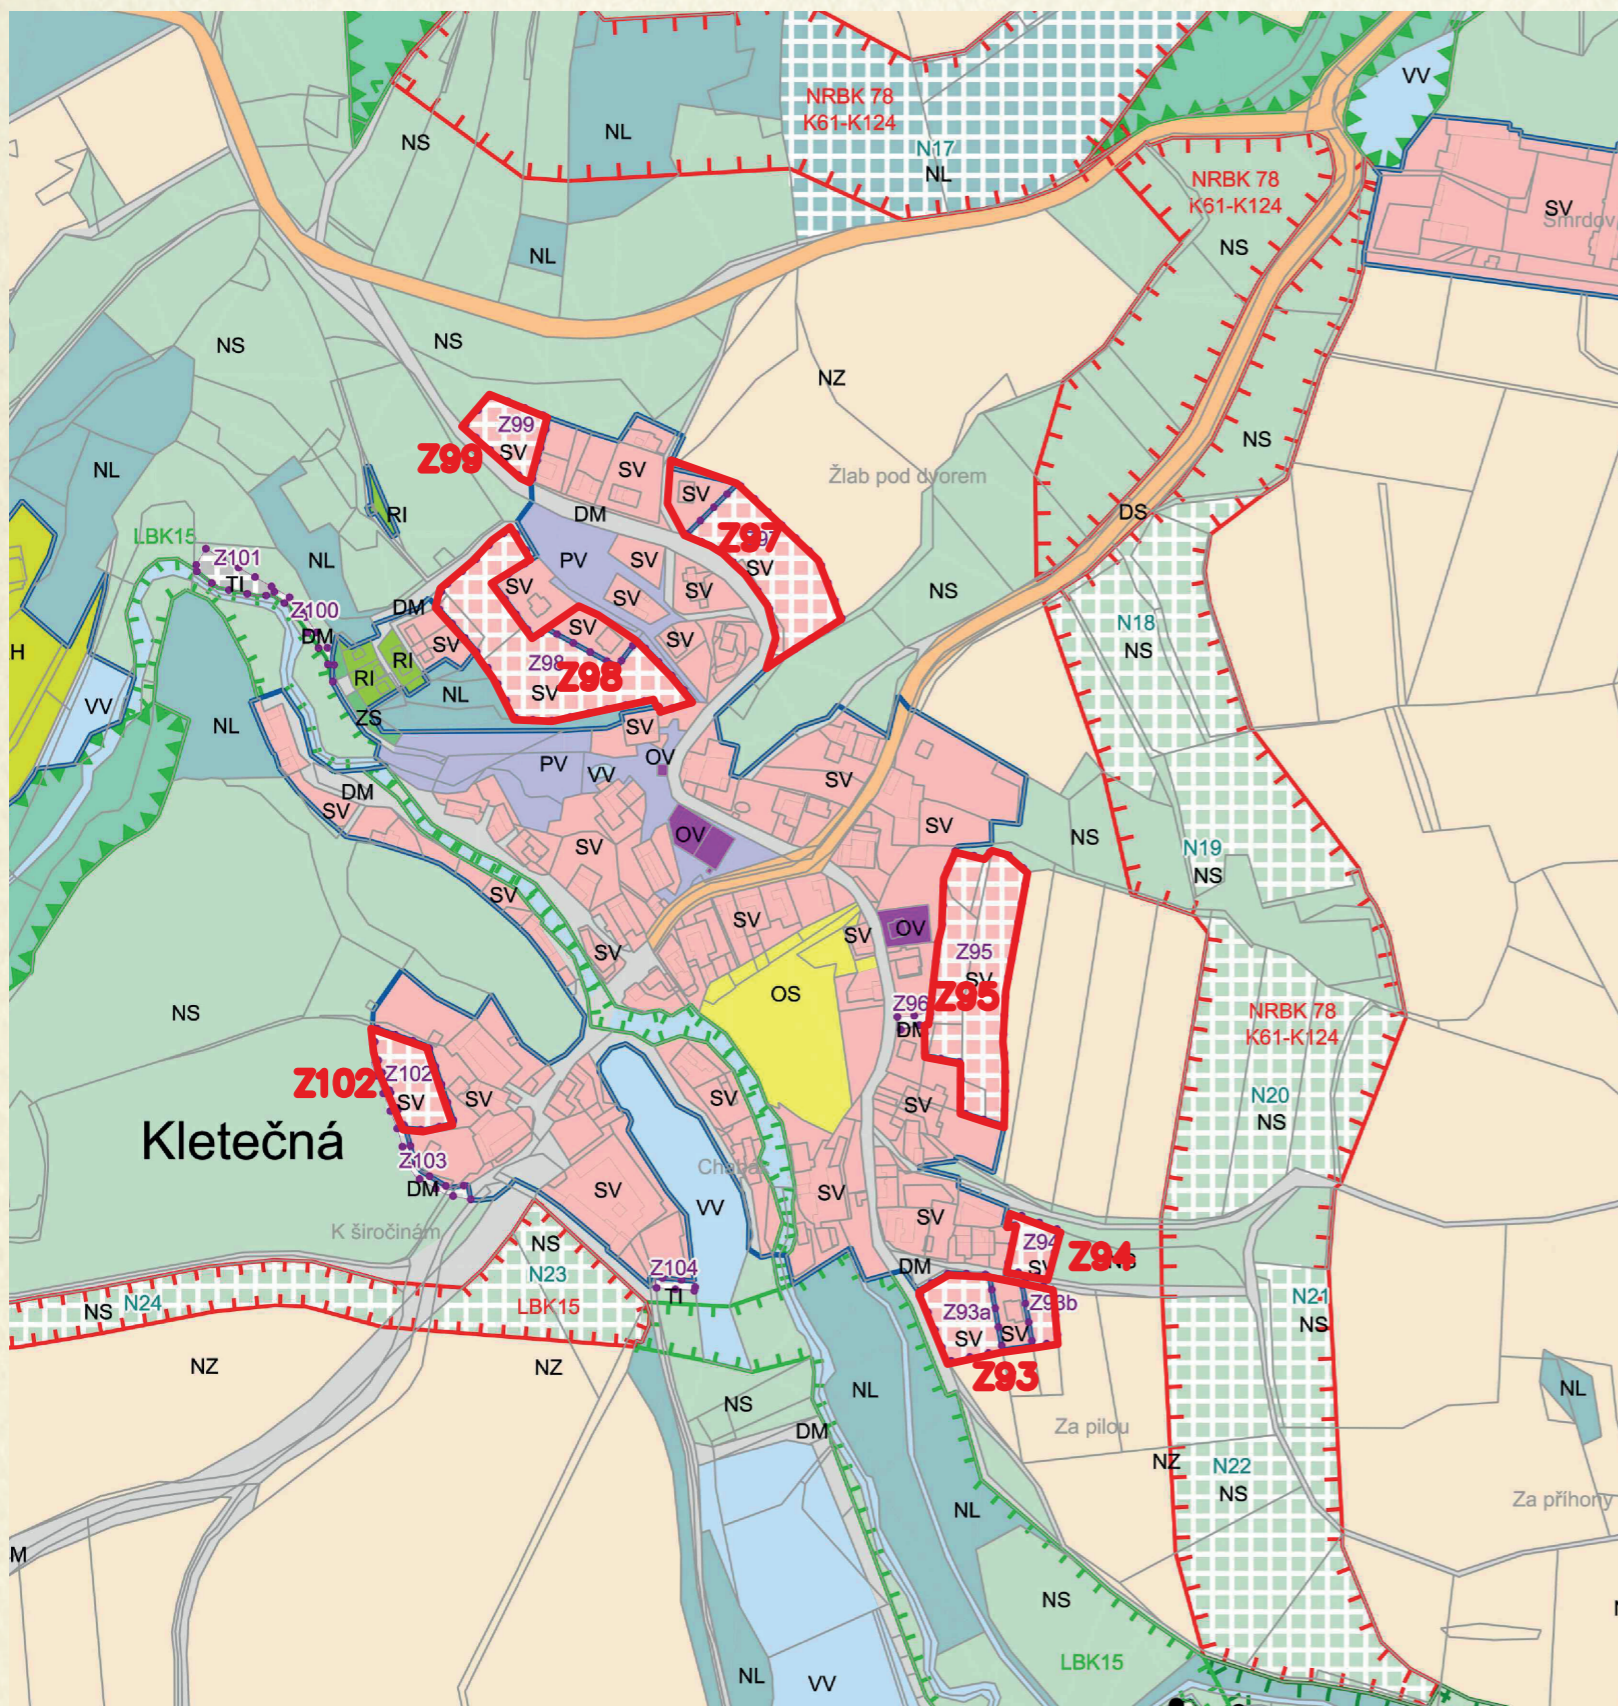 VV
NRBK 78
K61-K124
NL
NS
N17
NL
NRBK 78
K61-K124
SV
Smrdov
NS
NL
NS
NS
NZ
Z99
SV
Z99
SV
NS
NL
Žlab pod dvorem
SV
RI
DM
DS
Z97
SV
LBK15
Z101
TI
NL
PV
SV
SV
SV
SV
NS
Z100
DM
DM
SV
SV
N18
NS
H
SV
RI
RI
Z98
Z98
SV
NL
VV
NL
ZS
SV
OV
PV
VV
SV
DM
SV
OV
SV
SV
NS
N19
NS
SV
SV
SV
OV
Z95
SV
Z95
SV
OS
Z96
DM
NS
NRBK 78
K61-K124
Z102
Z102
SV
SV
SV
SV
N20
NS
Kletečná
Z103
DM
SV
VV
SV
SV
K široči­nám
NS
N23
LBK15
Z104
TI
DM
Z94
SV
Z94
NS
N24
NS
Z93a
SV
SV
Z93b
Z93
N21
NS
NZ
NZ
NL
NL
NS
DM
Za pilou
NZ
N22
NS
Za příhony
NL
M
NS
LBK15
NL
VV